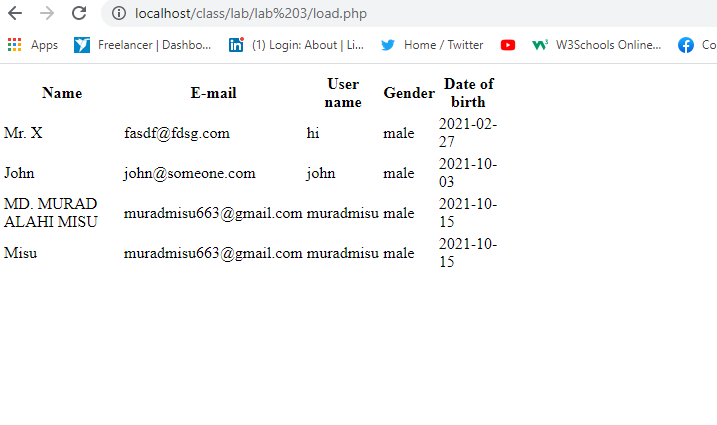 localhost/class/lab/lab%203/load.php
Apps Freelancer | Dashbo... (1) Login: About | Li... Home / Twitter W3Schools Online... Co
Name E-mail User name Gender Date of birth
Mr. X fasdf@fdsg.com hi male 2021-02-27
John john@someone.com john male 2021-10-03
MD. MURAD ALAHI MISU muradmisu663@gmail.com muradmisu male 2021-10-15
Misu muradmisu663@gmail.com muradmisu male 2021-10-15